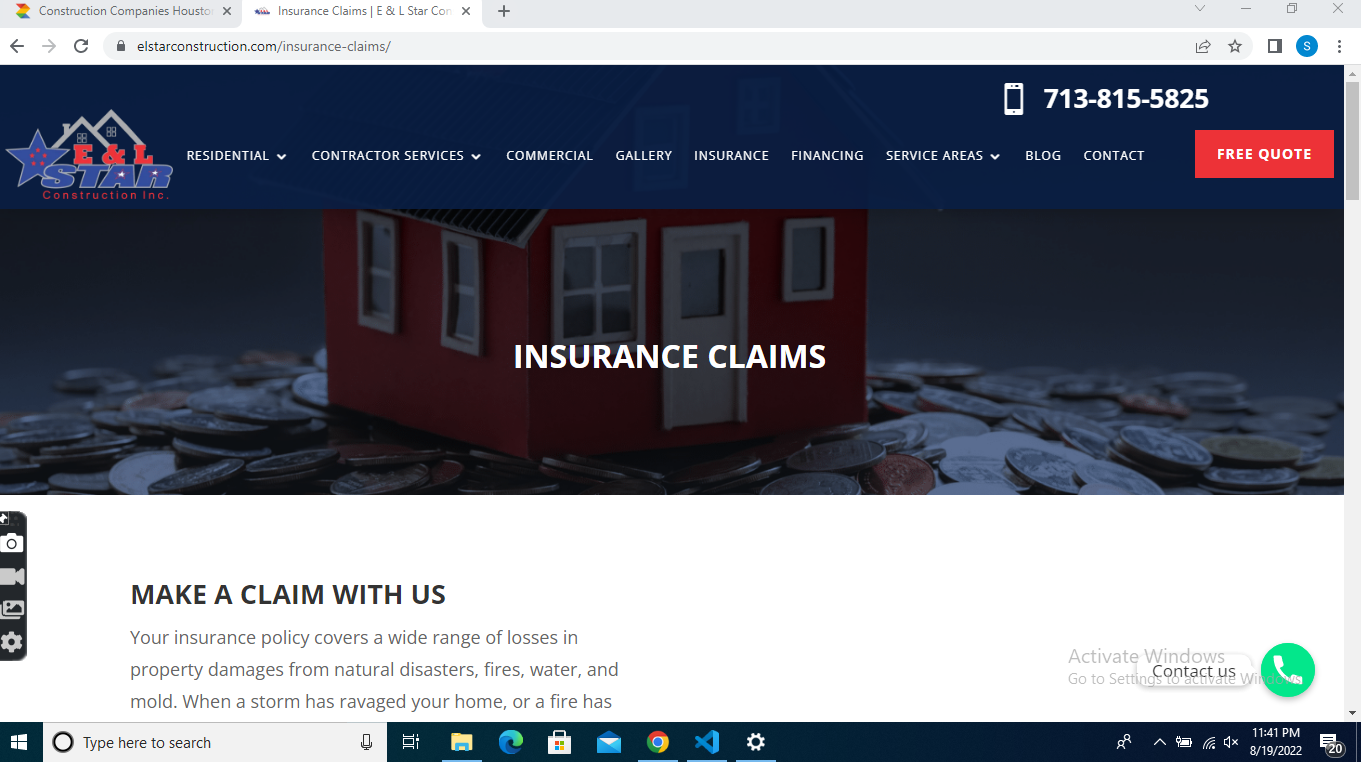 Construction Companies Housto
Insurance Claims | E & L Star Con
elstarconstruction.com/insurance-claims/
S
713-815-5825
E & L
STAR
Construction Inc.
RESIDENTIAL
CONTRACTOR SERVICES
COMMERCIAL
GALLERY
INSURANCE
FINANCING
SERVICE AREAS
BLOG
CONTACT
FREE QUOTE
INSURANCE CLAIMS
MAKE A CLAIM WITH US
Your insurance policy covers a wide range of losses in
property damages from natural disasters, fires, water, and
mold. When a storm has ravaged your home, or a fire has
Activate Windows
Go to Settings to activate Windows.
Contact us
Type here to search
11:41 PM
8/19/2022
20